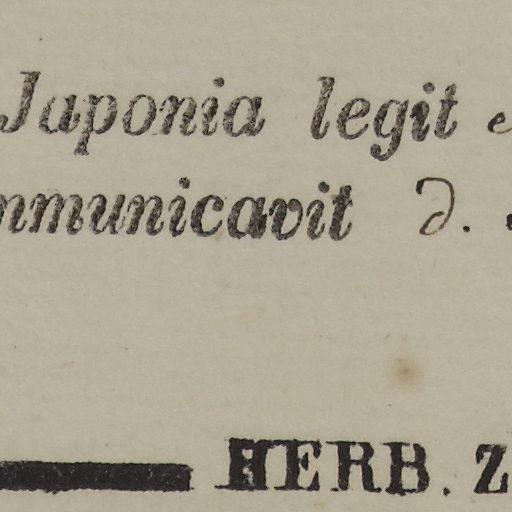 Japonia legit
mmunicavit D.
HERB. Z